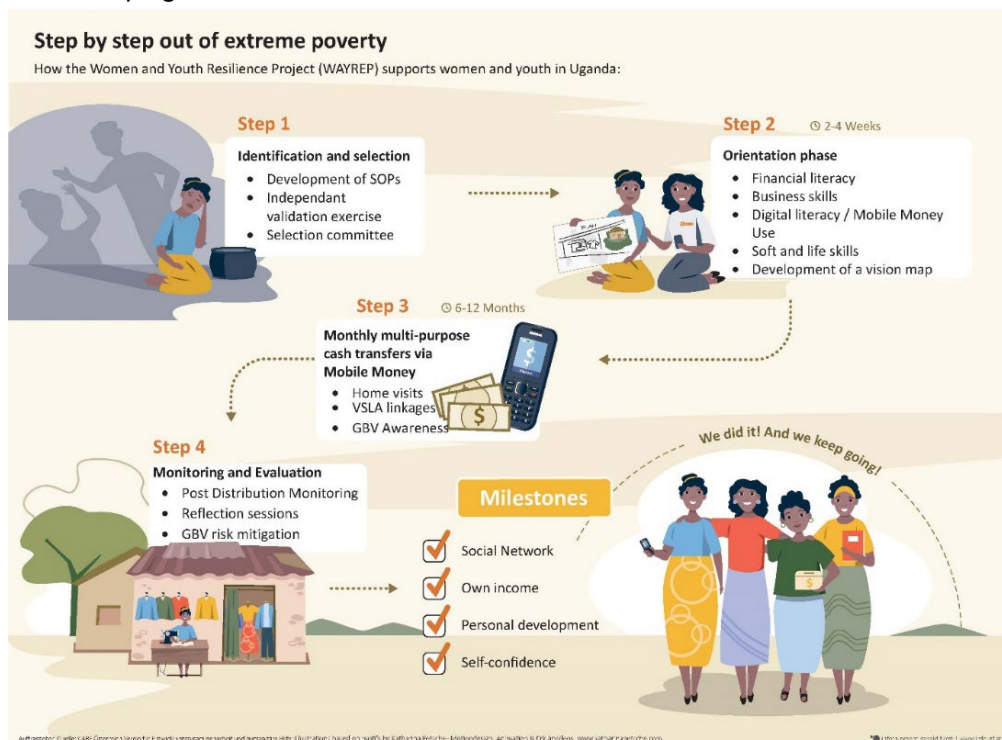 Step by step out of extreme poverty
How the Women and Youth Resilience Project (WAYREP) supports women and youth in Uganda:
Step 1
Identification and selection
• Development of SOPs
• Independant
validation exercise
• Selection committee
Step 2
2-4 Weeks
Orientation phase
• Financial literacy
• Business skills
• Digital literacy / Mobile Money
Use
• Soft and life skills
• Development of a vision map
Step 3
6-12 Months
Monthly multi-purpose
cash transfers via
Mobile Money
• Home visits
• VSLA linkages
• GBV Awareness
Step 4
Monitoring and Evaluation
• Post Distribution Monitoring
• Reflection sessions
• GBV risk mitigation
Milestones
Social Network
Own income
Personal development
Self-confidence
We did it! And we keep going!